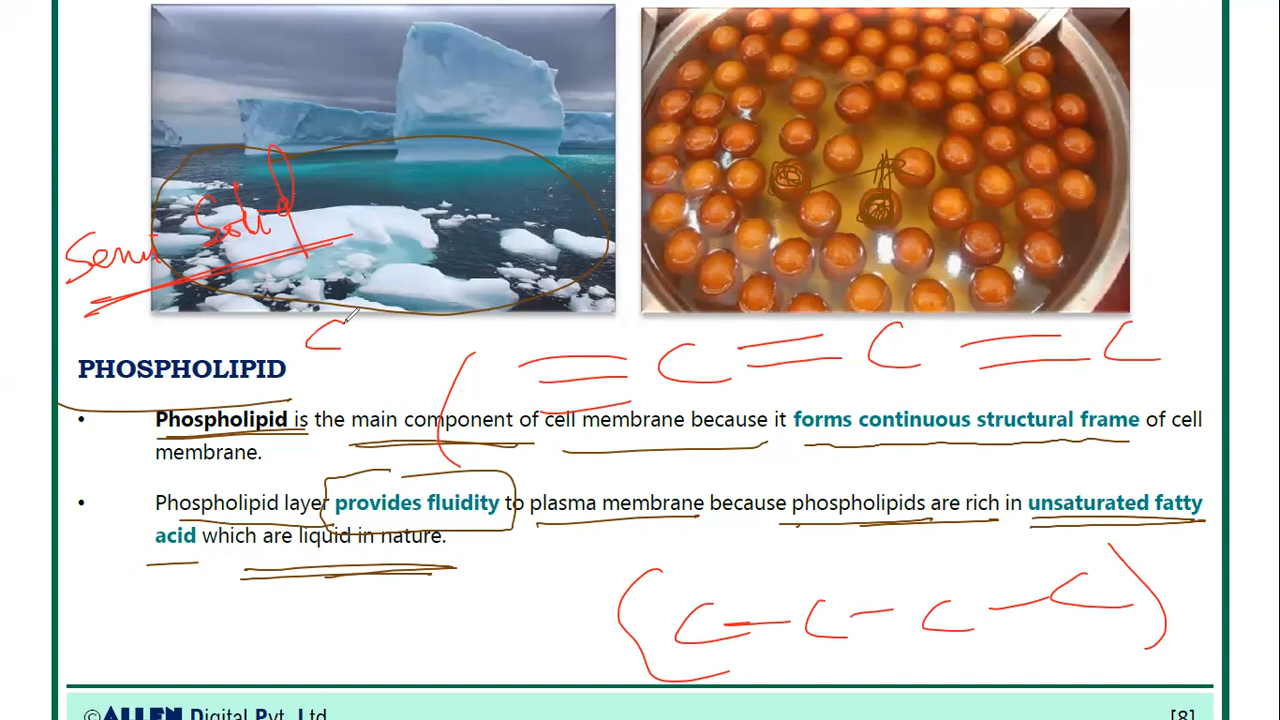 Semi Solid
C
C = C = C = C
PHOSPHOLIPID
• Phospholipid is the main component of cell membrane because it forms continuous structural frame of cell
membrane.
• Phospholipid layer provides fluidity to plasma membrane because phospholipids are rich in unsaturated fatty
acid which are liquid in nature.
(C - C - C - C)
©ALLEN Digital Pvt. Ltd.
[8]